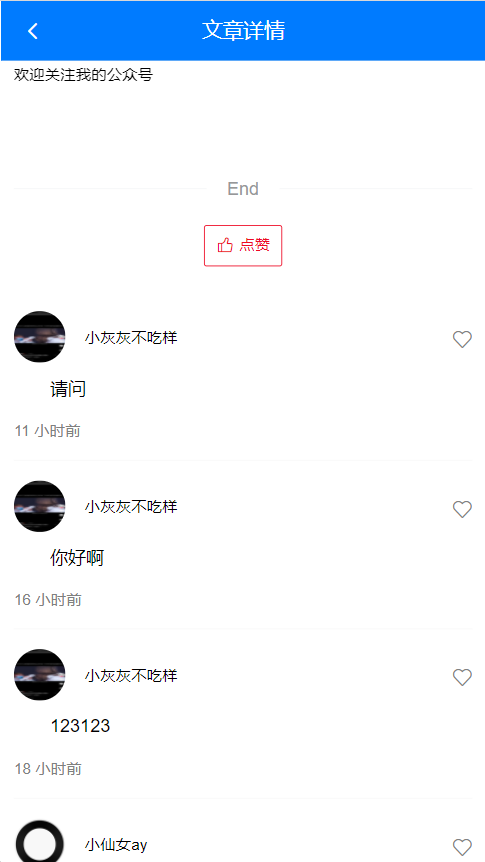 文章详情
欢迎关注我的公众号
End
点赞
小灰灰不吃样
请问
11 小时前
小灰灰不吃样
你好啊
16 小时前
小灰灰不吃样
123123
18 小时前
小仙女ay